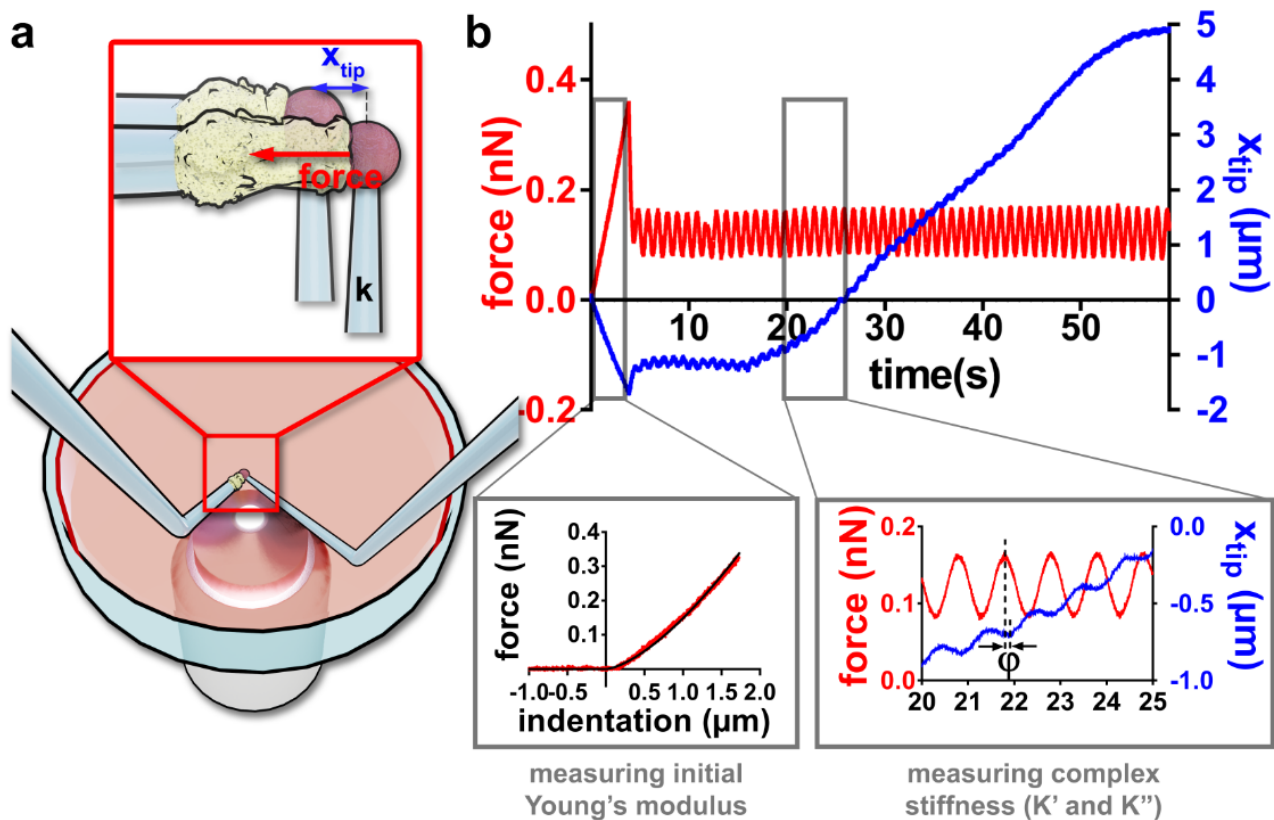 a
x_tip
force
k
b
force (nN)
0.4
0.2
0.0
-0.2
10
20
30
40
50
time(s)
5
4
3
2
1
0
-1
-2
x_tip (μm)
force (nN)
0.4
0.3
0.2
0.1
-1.0
-0.5
0.5
1.0
1.5
2.0
indentation (μm)
measuring initial
Young's modulus
force (nN)
0.2
0.1
0.0
φ
20
21
22
23
24
25
0.0
-0.5
-1.0
x_tip (μm)
measuring complex
stiffness (K' and K")